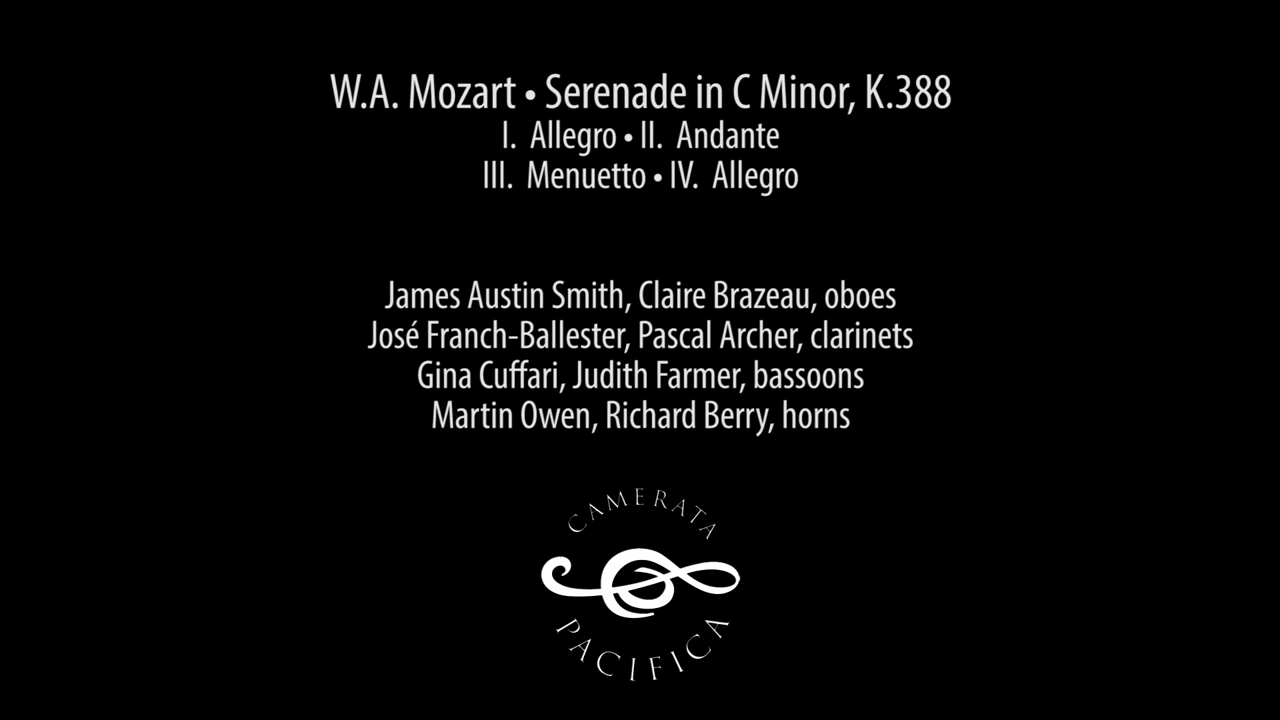 W.A. Mozart • Serenade in C Minor, K.388
I. Allegro • II. Andante
III. Menuetto • IV. Allegro
James Austin Smith, Claire Brazeau, oboes
José Franch-Ballester, Pascal Archer, clarinets
Gina Cuffari, Judith Farmer, bassoons
Martin Owen, Richard Berry, horns
CAMERATA
PACIFICA